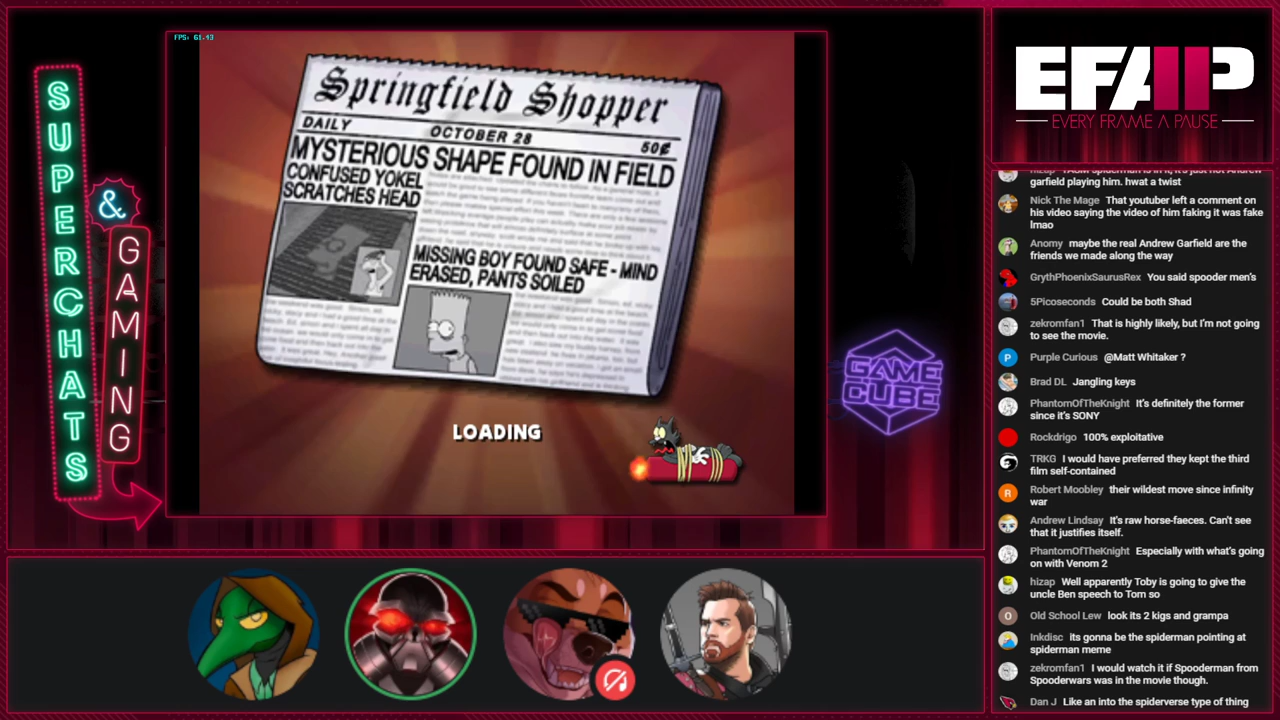 FPS: 61.43
SUPERCHATS
&
GAMING
Springfield Shopper
DAILY
OCTOBER 28
50¢
MYSTERIOUS SHAPE FOUND IN FIELD
CONFUSED YOKEL
SCRATCHES HEAD
MISSING BOY FOUND SAFE - MIND
ERASED, PANTS SOILED
LOADING
GAME
CUBE
EFAP
EVERY FRAME A PAUSE
garfield playing him. hwat a twist
Nick The Mage That youtuber left a comment on
his video saying the video of him faking it was fake
lmao
Anomy maybe the real Andrew Garfield are the
friends we made along the way
GrythPhoenixSaurusRex You said spooder men's
5Picoseconds Could be both Shad
zekromfan1 That is highly likely, but I'm not going
to see the movie.
P
Purple Curious @Matt Whitaker ?
Brad DL Jangling keys
PhantomOfTheKnight It's definitely the former
since it's SONY
Rockdrigo 100% exploitative
TRKG I would have preferred they kept the third
film self-contained
R
Robert Moobley their wildest move since infinity
war
Andrew Lindsay It's raw horse-faeces. Can't see
that it justifies itself.
PhantomOfTheKnight Especially with what's going
on with Venom 2
hizap Well apparently Toby is going to give the
uncle Ben speech to Tom so
O
Old School Lew look its 2 kigs and grampa
Inkdisc its gonna be the spiderman pointing at
spiderman meme
zekromfan1 I would watch it if Spooderman from
Spooderwars was in the movie though.
Dan J Like an into the spiderverse type of thing